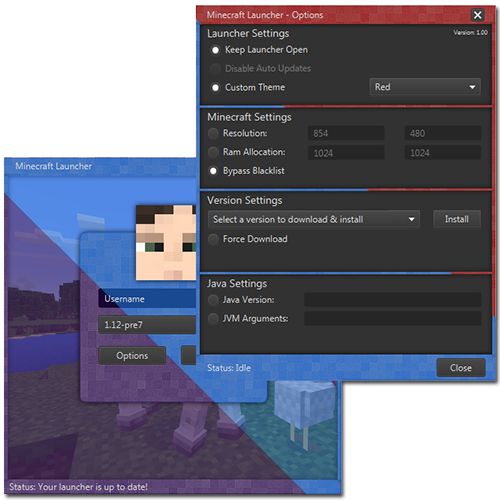 Minecraft Launcher - Options
Launcher Settings
Version: 1.00
Keep Launcher Open
Disable Auto Updates
Custom Theme
Red
Minecraft Settings
Resolution:
854
480
Ram Allocation:
1024
1024
Bypass Blacklist
Version Settings
Select a version to download & install
Install
Force Download
Java Settings
Java Version:
JVM Arguments:
Status: Idle
Close
Minecraft Launcher
Username
1.12-pre7
Options
Status: Your launcher is up to date!